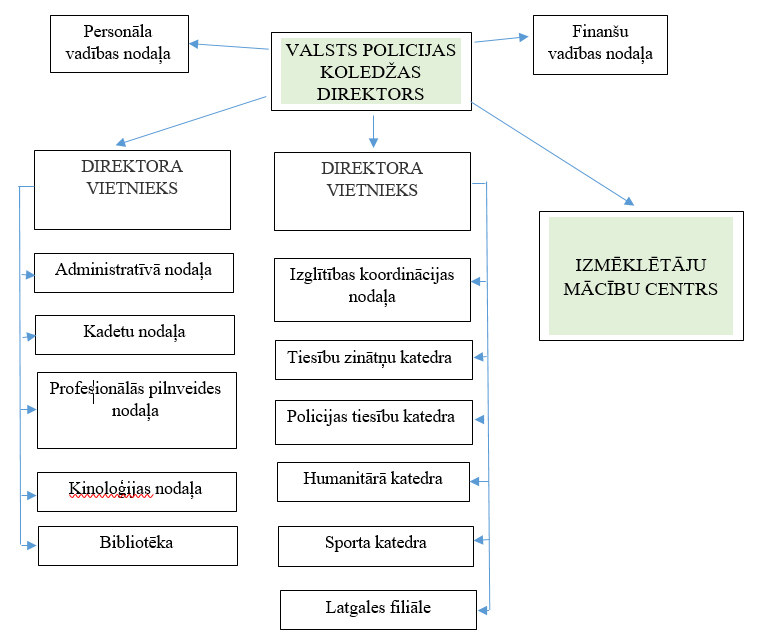 Personāla
vadības nodaļa
VALSTS POLICIJAS
KOLEDŽAS
DIREKTORS
Finanšu
vadības nodaļa
DIREKTORA
VIETNIEKS
Administratīvā nodaļa
Kadetu nodaļa
Profesionālās pilnveides
nodaļa
Kinoloģijas nodaļa
Bibliotēka
DIREKTORA
VIETNIEKS
Izglītības koordinācijas
nodaļa
Tiesību zinātņu katedra
Policijas tiesību katedra
Humanitārā katedra
Sporta katedra
Latgales filiāle
IZMĒKLĒTĀJU
MĀCĪBU CENTRS